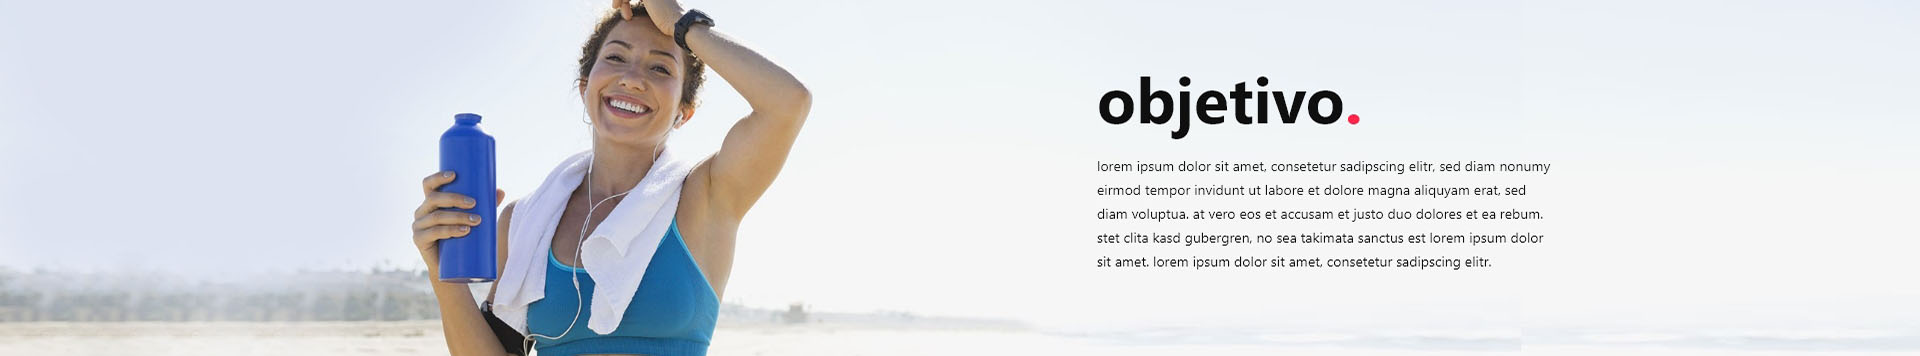 objetivo.
lorem ipsum dolor sit amet, consetetur sadipscing elitr, sed diam nonumy
eirmod tempor invidunt ut labore et dolore magna aliquyam erat, sed
diam voluptua. at vero eos et accusam et justo duo dolores et ea rebum.
stet clita kasd gubergren, no sea takimata sanctus est lorem ipsum dolor
sit amet. lorem ipsum dolor sit amet, consetetur sadipscing elitr.